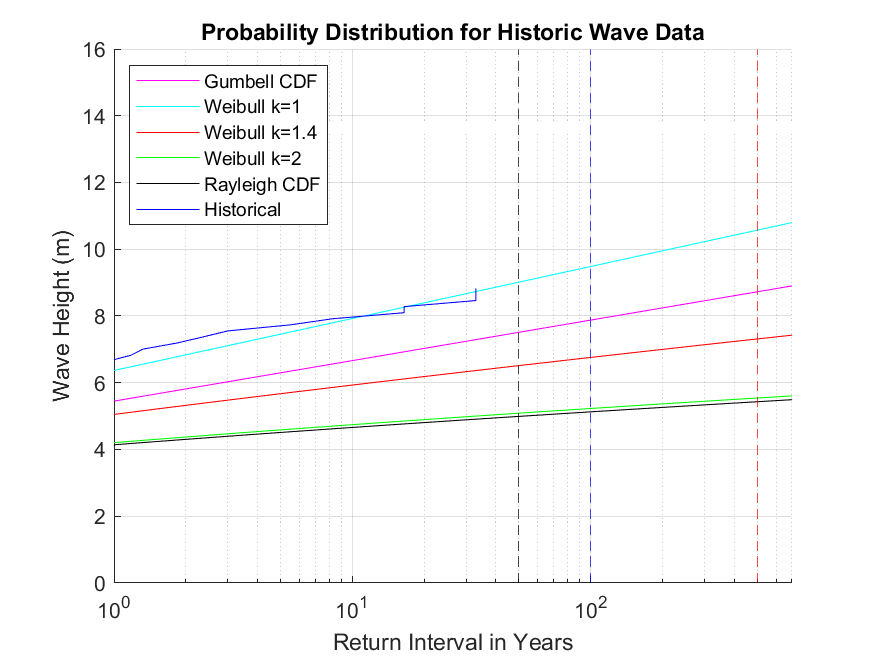 Probability Distribution for Historic Wave Data
16
14
12
10
8
6
4
2
0
Wave Height (m)
Gumbell CDF
Weibull k=1
Weibull k=1.4
Weibull k=2
Rayleigh CDF
Historical
10⁰ 10¹ 10²
Return Interval in Years